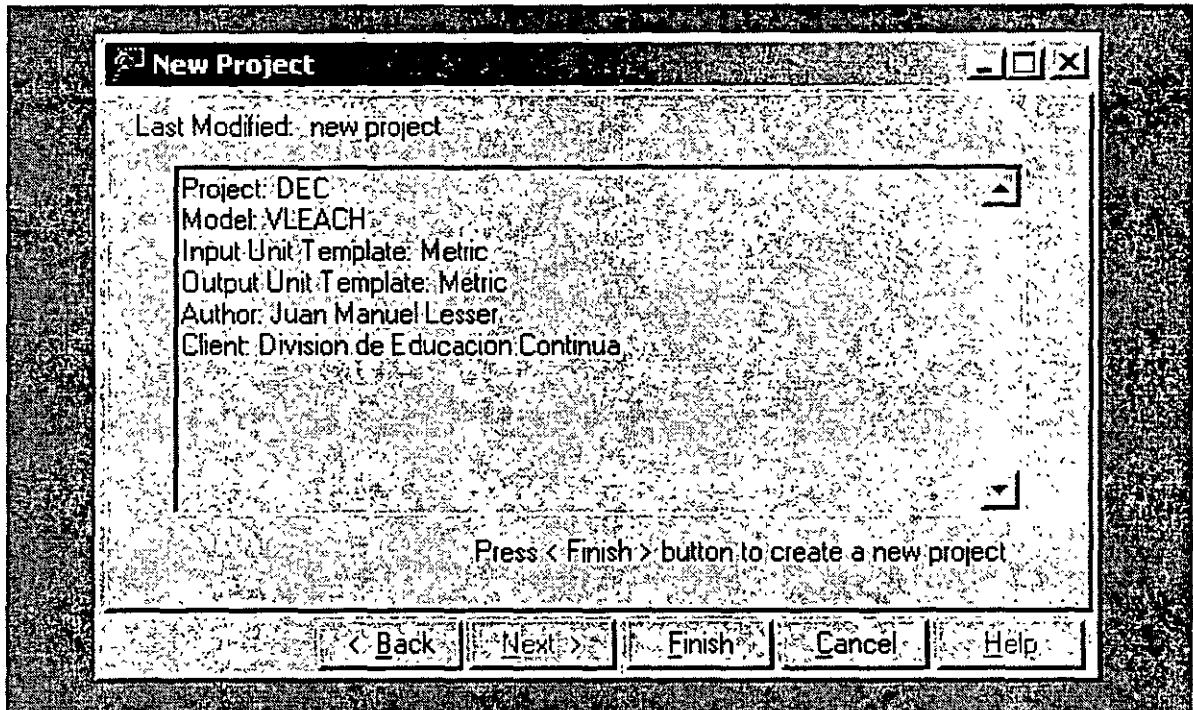 New Project
Last Modified: new project
Project: DEC
Model: VLEACH
Input Unit Template: Metric
Output Unit Template: Metric
Author: Juan Manuel Lesser
Client: Division de Educación Continua
Press < Finish > button to create a new project
< Back Next > Finish Cancel Help